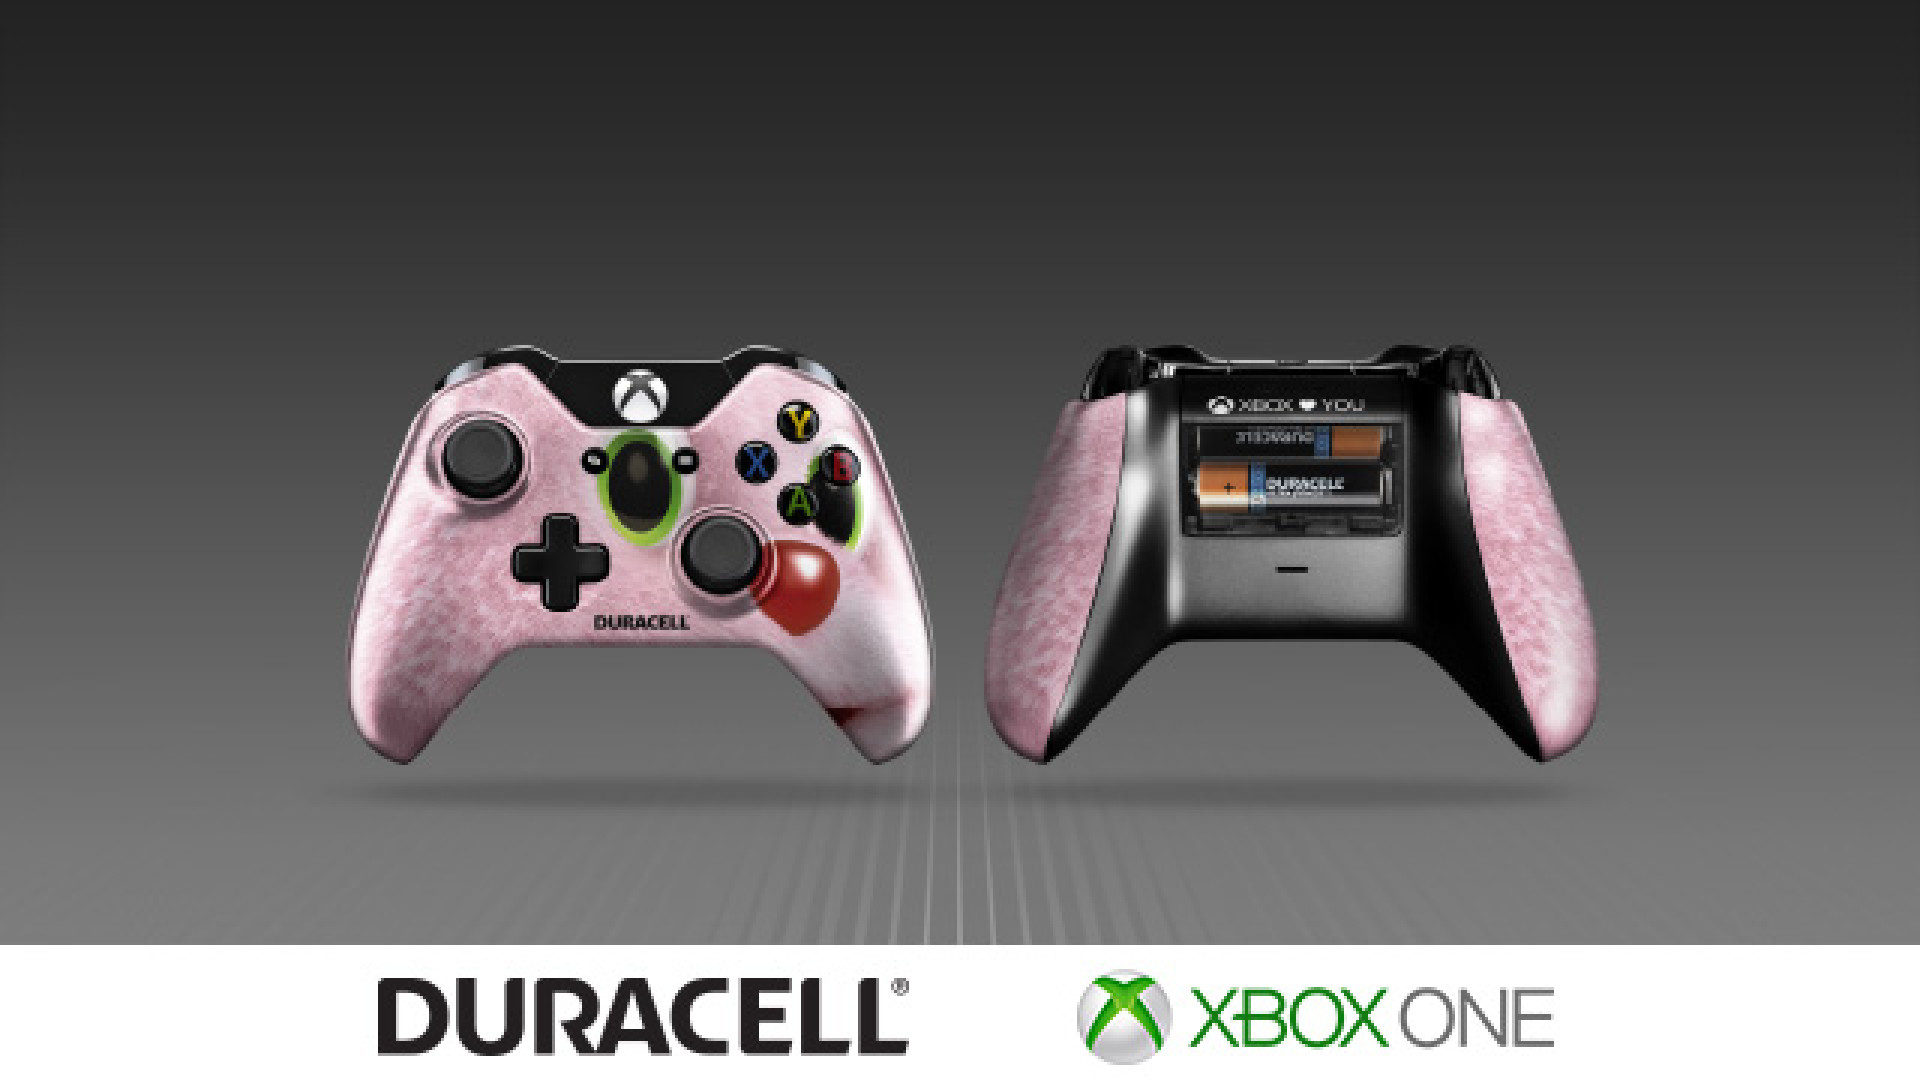 Y
X
B
A
DURACELL
XBOX YOU
DURACELL
+ DURACELL
DURACELL®
XBOX ONE